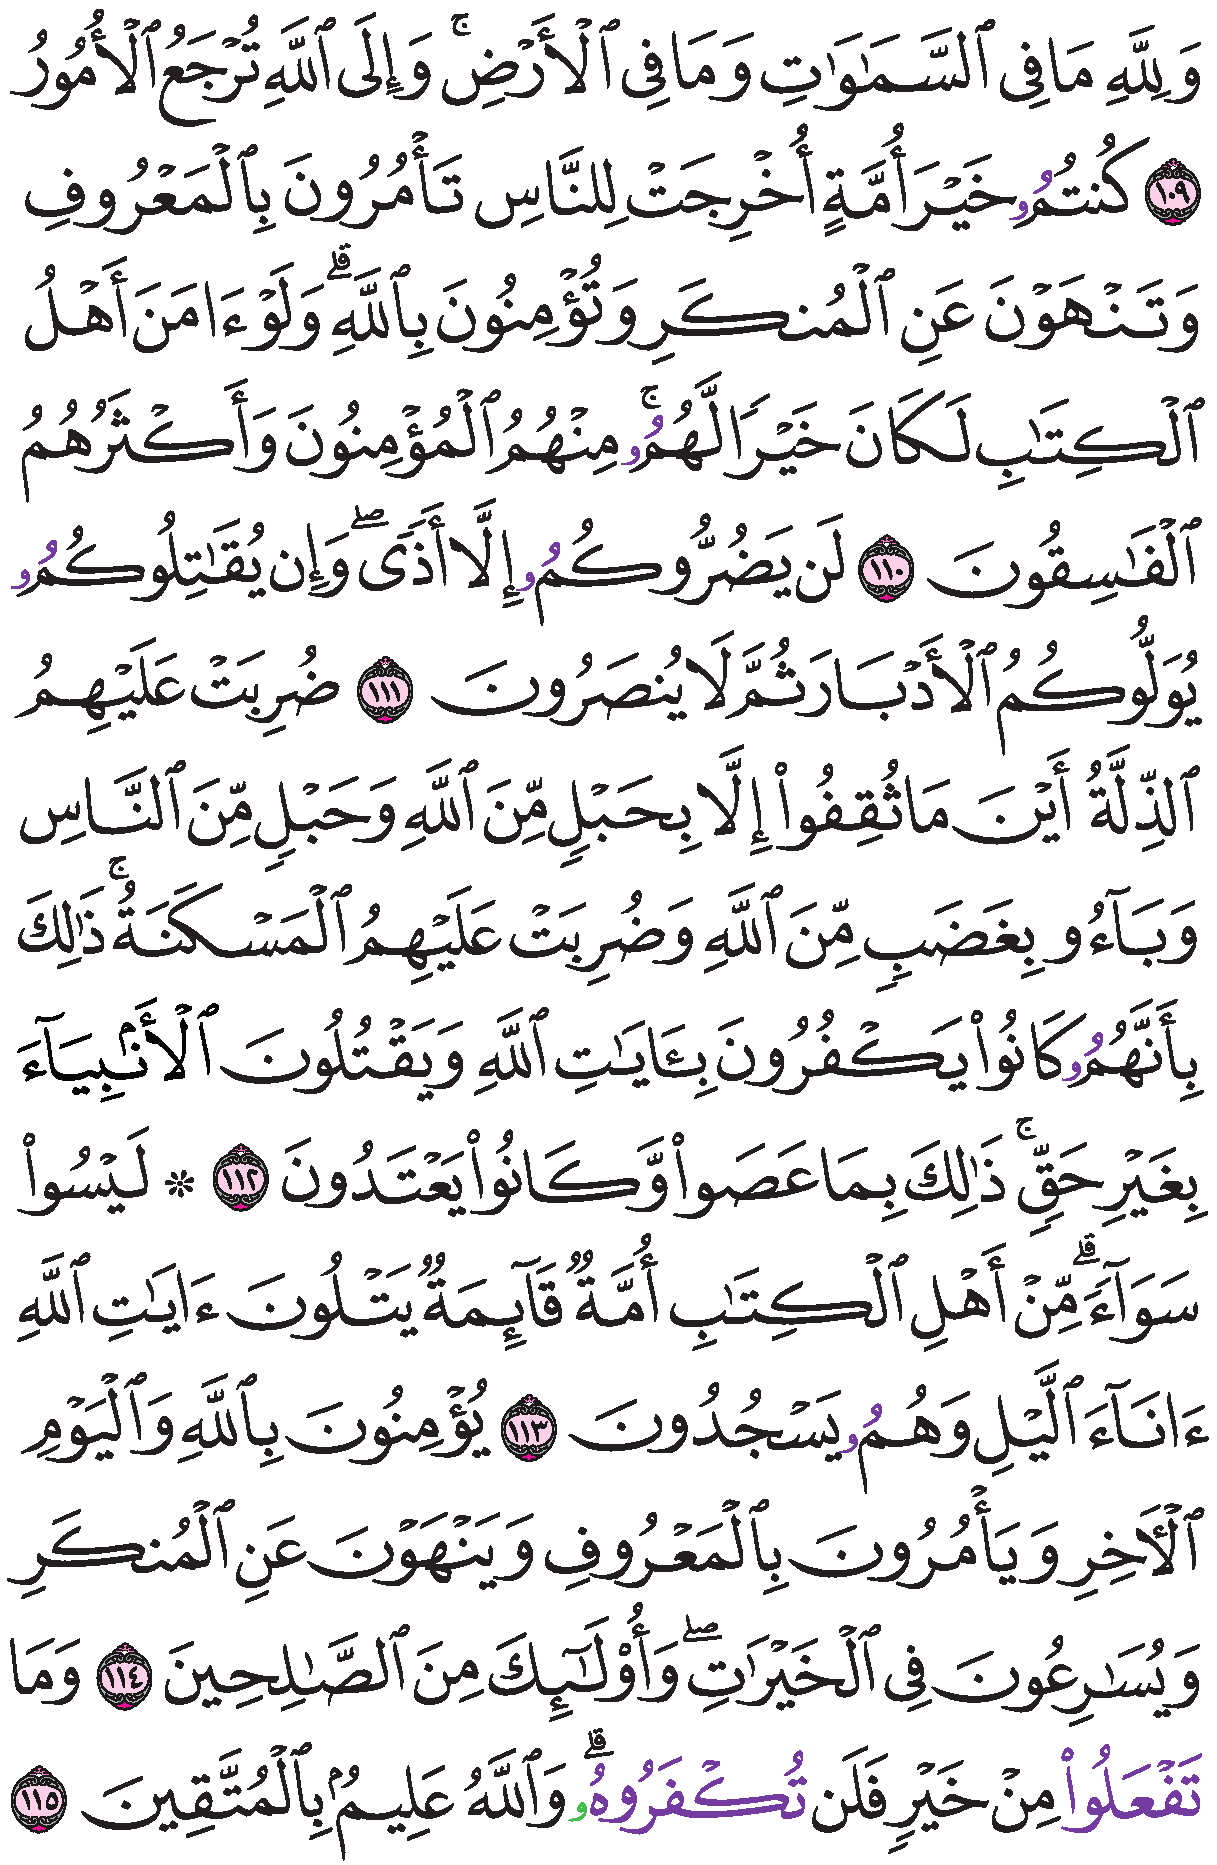 وَلِلَّهِ مَا فِى ٱلسَّمَٰوَٰتِ وَمَا فِى ٱلْأَرْضِۚ وَإِلَى ٱللَّهِ تُرْجَعُ ٱلْأُمُورُ
١٠٩ كُنتُمُۥ خَيْرَ أُمَّةٍ أُخْرِجَتْ لِلنَّاسِ تَأْمُرُونَ بِٱلْمَعْرُوفِ
وَتَنْهَوْنَ عَنِ ٱلْمُنكَرِ وَتُؤْمِنُونَ بِٱللَّهِۗ وَلَوْ ءَامَنَ أَهْلُ
ٱلْكِتَٰبِ لَكَانَ خَيْرًا لَّهُمُۥۚ مِنْهُمُ ٱلْمُؤْمِنُونَ وَأَكْثَرُهُمُ
ٱلْفَٰسِقُونَ ١١٠ لَن يَضُرُّوكُمُۥ إِلَّا أَذًىۖ وَإِن يُقَٰتِلُوكُمُۥ
يُوَلُّوكُمُ ٱلْأَدْبَارَ ثُمَّ لَا يُنصَرُونَ ١١١ ضُرِبَتْ عَلَيْهِمُ
ٱلذِّلَّةُ أَيْنَ مَا ثُقِفُوا۟ إِلَّا بِحَبْلٍ مِّنَ ٱللَّهِ وَحَبْلٍ مِّنَ ٱلنَّاسِ
وَبَآءُو بِغَضَبٍ مِّنَ ٱللَّهِ وَضُرِبَتْ عَلَيْهِمُ ٱلْمَسْكَنَةُۚ ذَٰلِكَ
بِأَنَّهُمُۥ كَانُوا۟ يَكْفُرُونَ بِـَٔايَٰتِ ٱللَّهِ وَيَقْتُلُونَ ٱلْأَنۢبِيَآءَ
بِغَيْرِ حَقٍّۚ ذَٰلِكَ بِمَا عَصَوا۟ وَّكَانُوا۟ يَعْتَدُونَ ١١٢ ۞ لَيْسُوا۟
سَوَآءًۗ مِّنْ أَهْلِ ٱلْكِتَٰبِ أُمَّةٌ قَآئِمَةٌ يَتْلُونَ ءَايَٰتِ ٱللَّهِ
ءَانَآءَ ٱلَّيْلِ وَهُمُۥ يَسْجُدُونَ ١١٣ يُؤْمِنُونَ بِٱللَّهِ وَٱلْيَوْمِ
ٱلْـَٔاخِرِ وَيَأْمُرُونَ بِٱلْمَعْرُوفِ وَيَنْهَوْنَ عَنِ ٱلْمُنكَرِ
وَيُسَٰرِعُونَ فِى ٱلْخَيْرَٰتِۖ وَأُو۟لَٰٓئِكَ مِنَ ٱلصَّٰلِحِينَ ١١٤ وَمَا
تَفْعَلُوا۟ مِنْ خَيْرٍ فَلَن تُكْفَرُوهُۥۗ وَٱللَّهُ عَلِيمٌۢ بِٱلْمُتَّقِينَ ١١٥